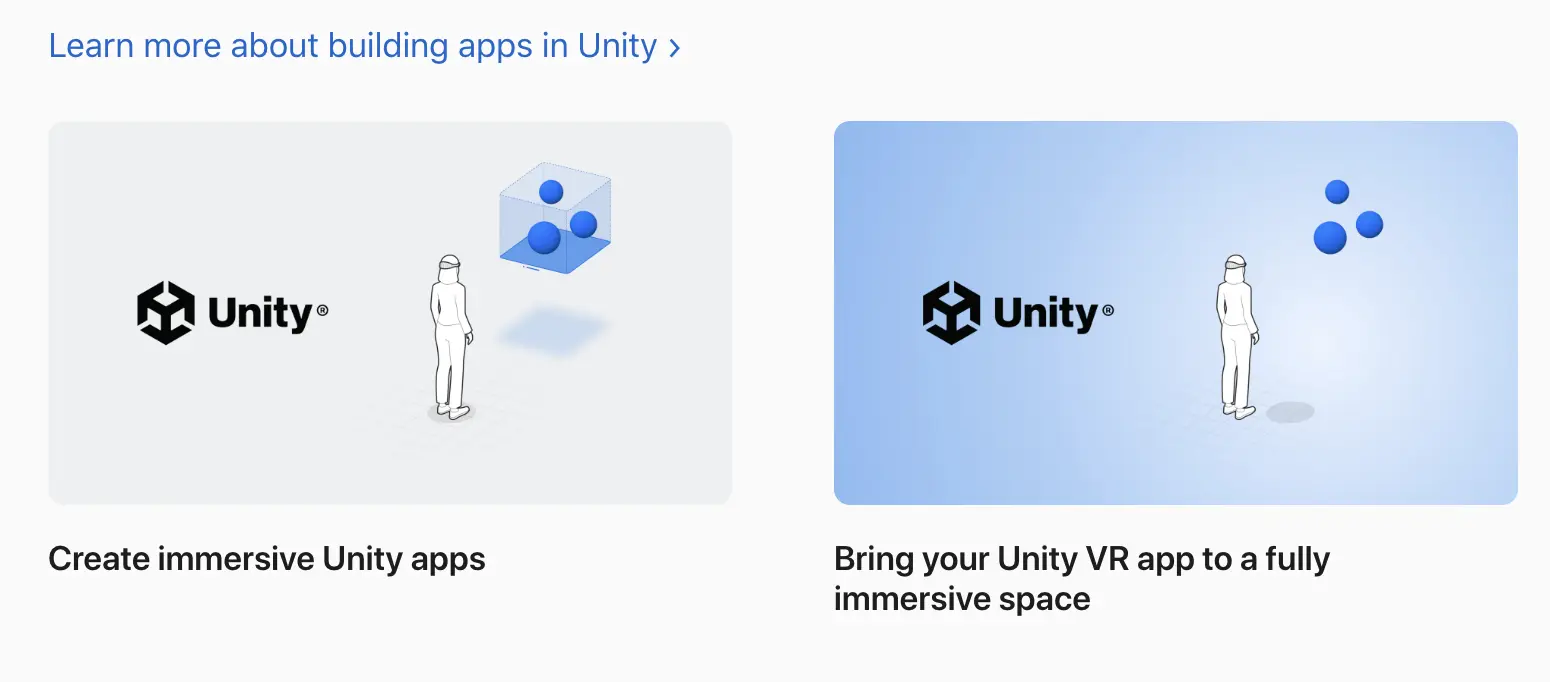 Learn more about building apps in Unity ›
Unity®
Unity®
Create immersive Unity apps
Bring your Unity VR app to a fully
immersive space